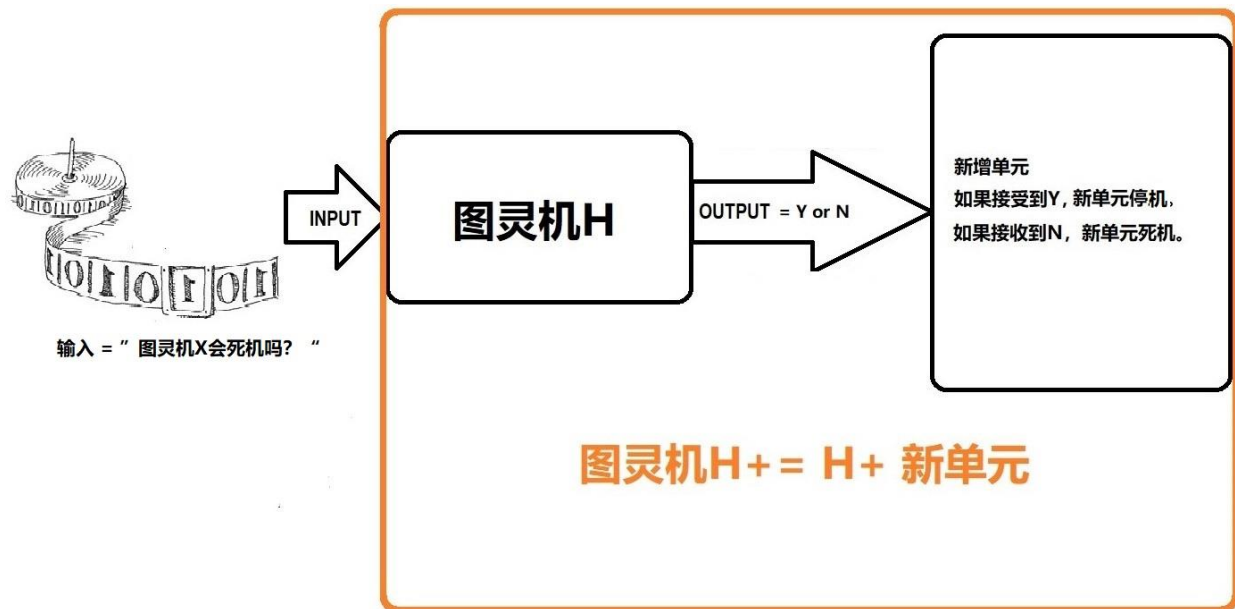 1010101
INPUT
图灵机H
OUTPUT = Y or N
新增单元
如果接受到Y, 新单元停机,
如果接收到N, 新单元死机。
输入 = ” 图灵机X会死机吗? “
图灵机H+= H+ 新单元